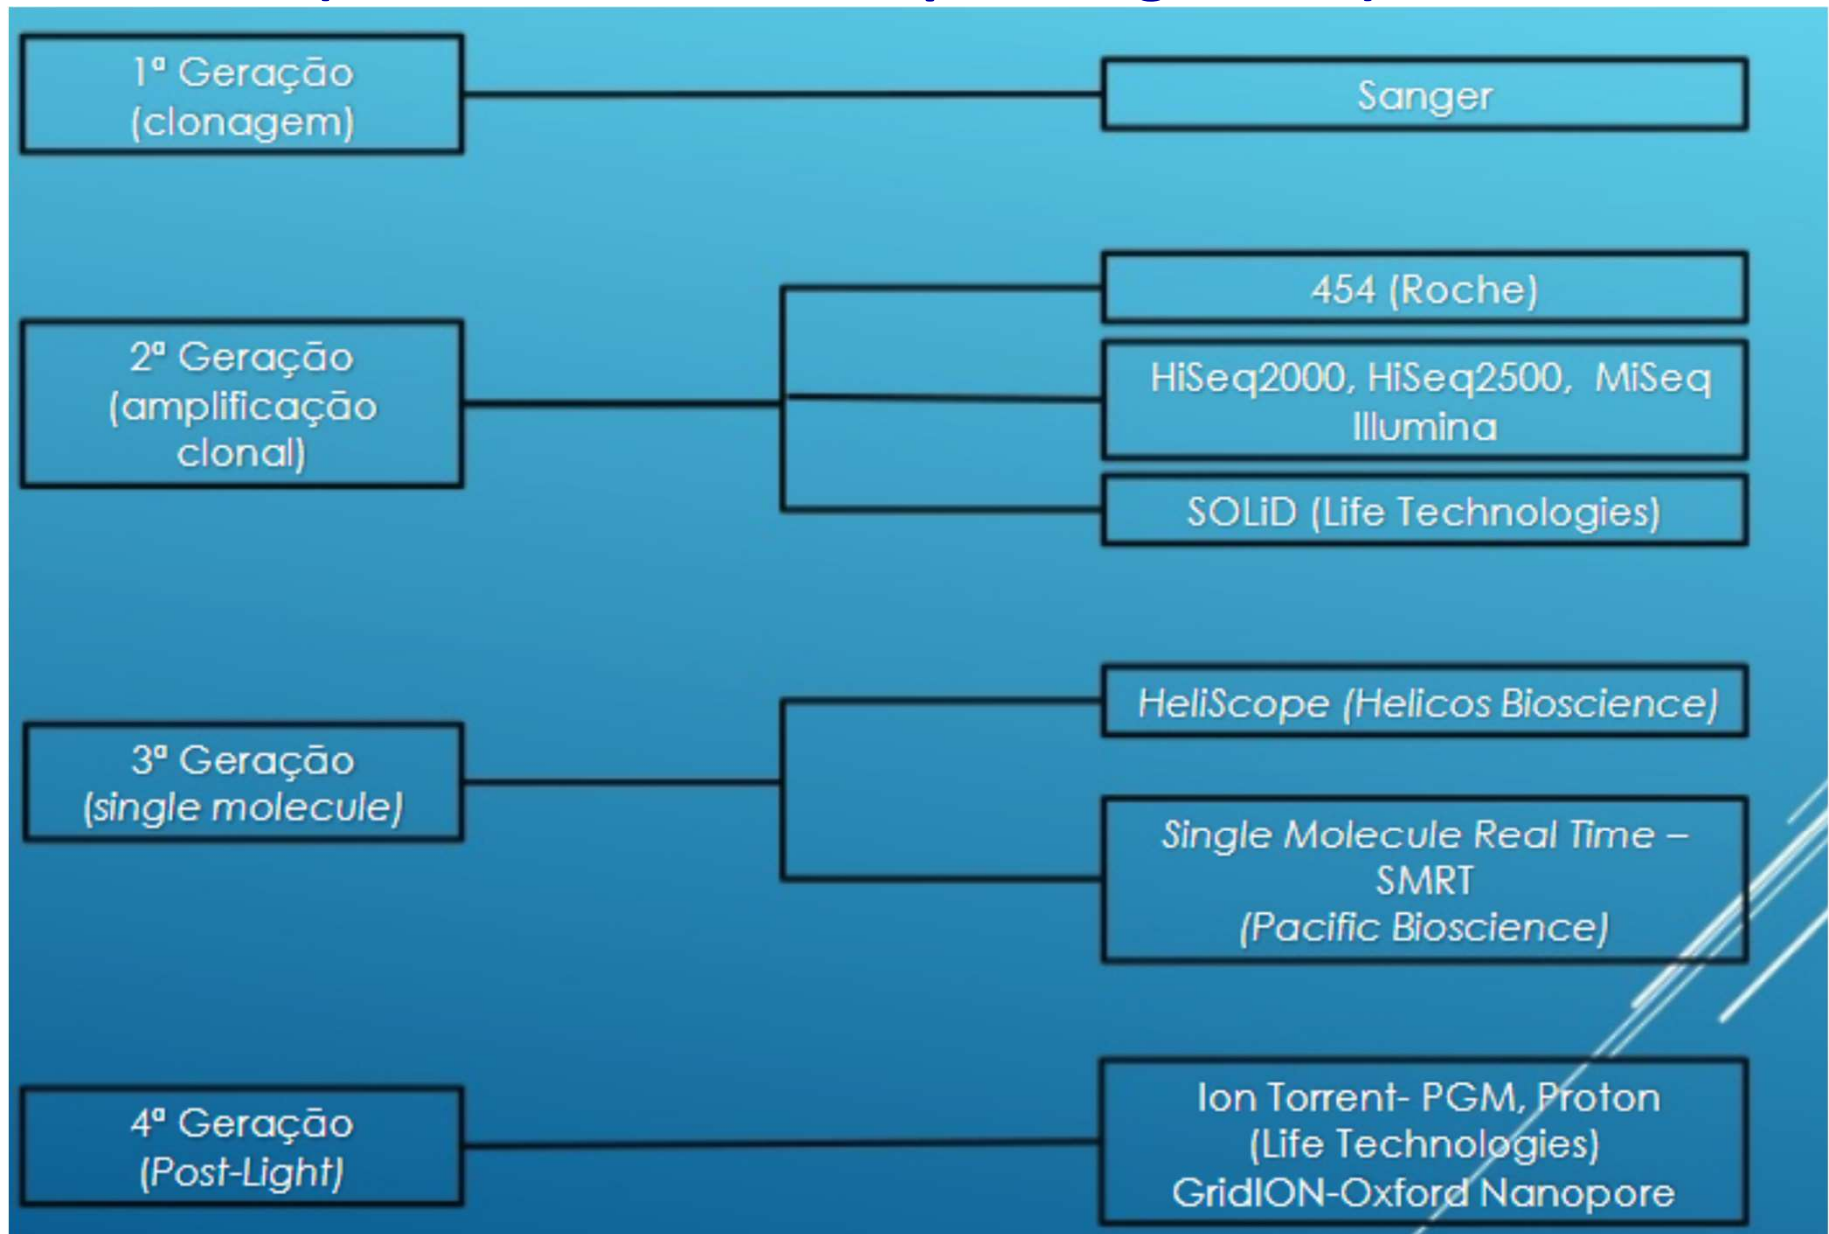 1ª Geração
(clonagem)
Sanger
2ª Geração
(amplificação
clonal)
454 (Roche)
HiSeq2000, HiSeq2500, MiSeq
Illumina
SOLiD (Life Technologies)
3ª Geração
(single molecule)
HeliScope (Helicos Bioscience)
Single Molecule Real Time –
SMRT
(Pacific Bioscience)
4ª Geração
(Post-Light)
Ion Torrent- PGM, Proton
(Life Technologies)
GridION-Oxford Nanopore